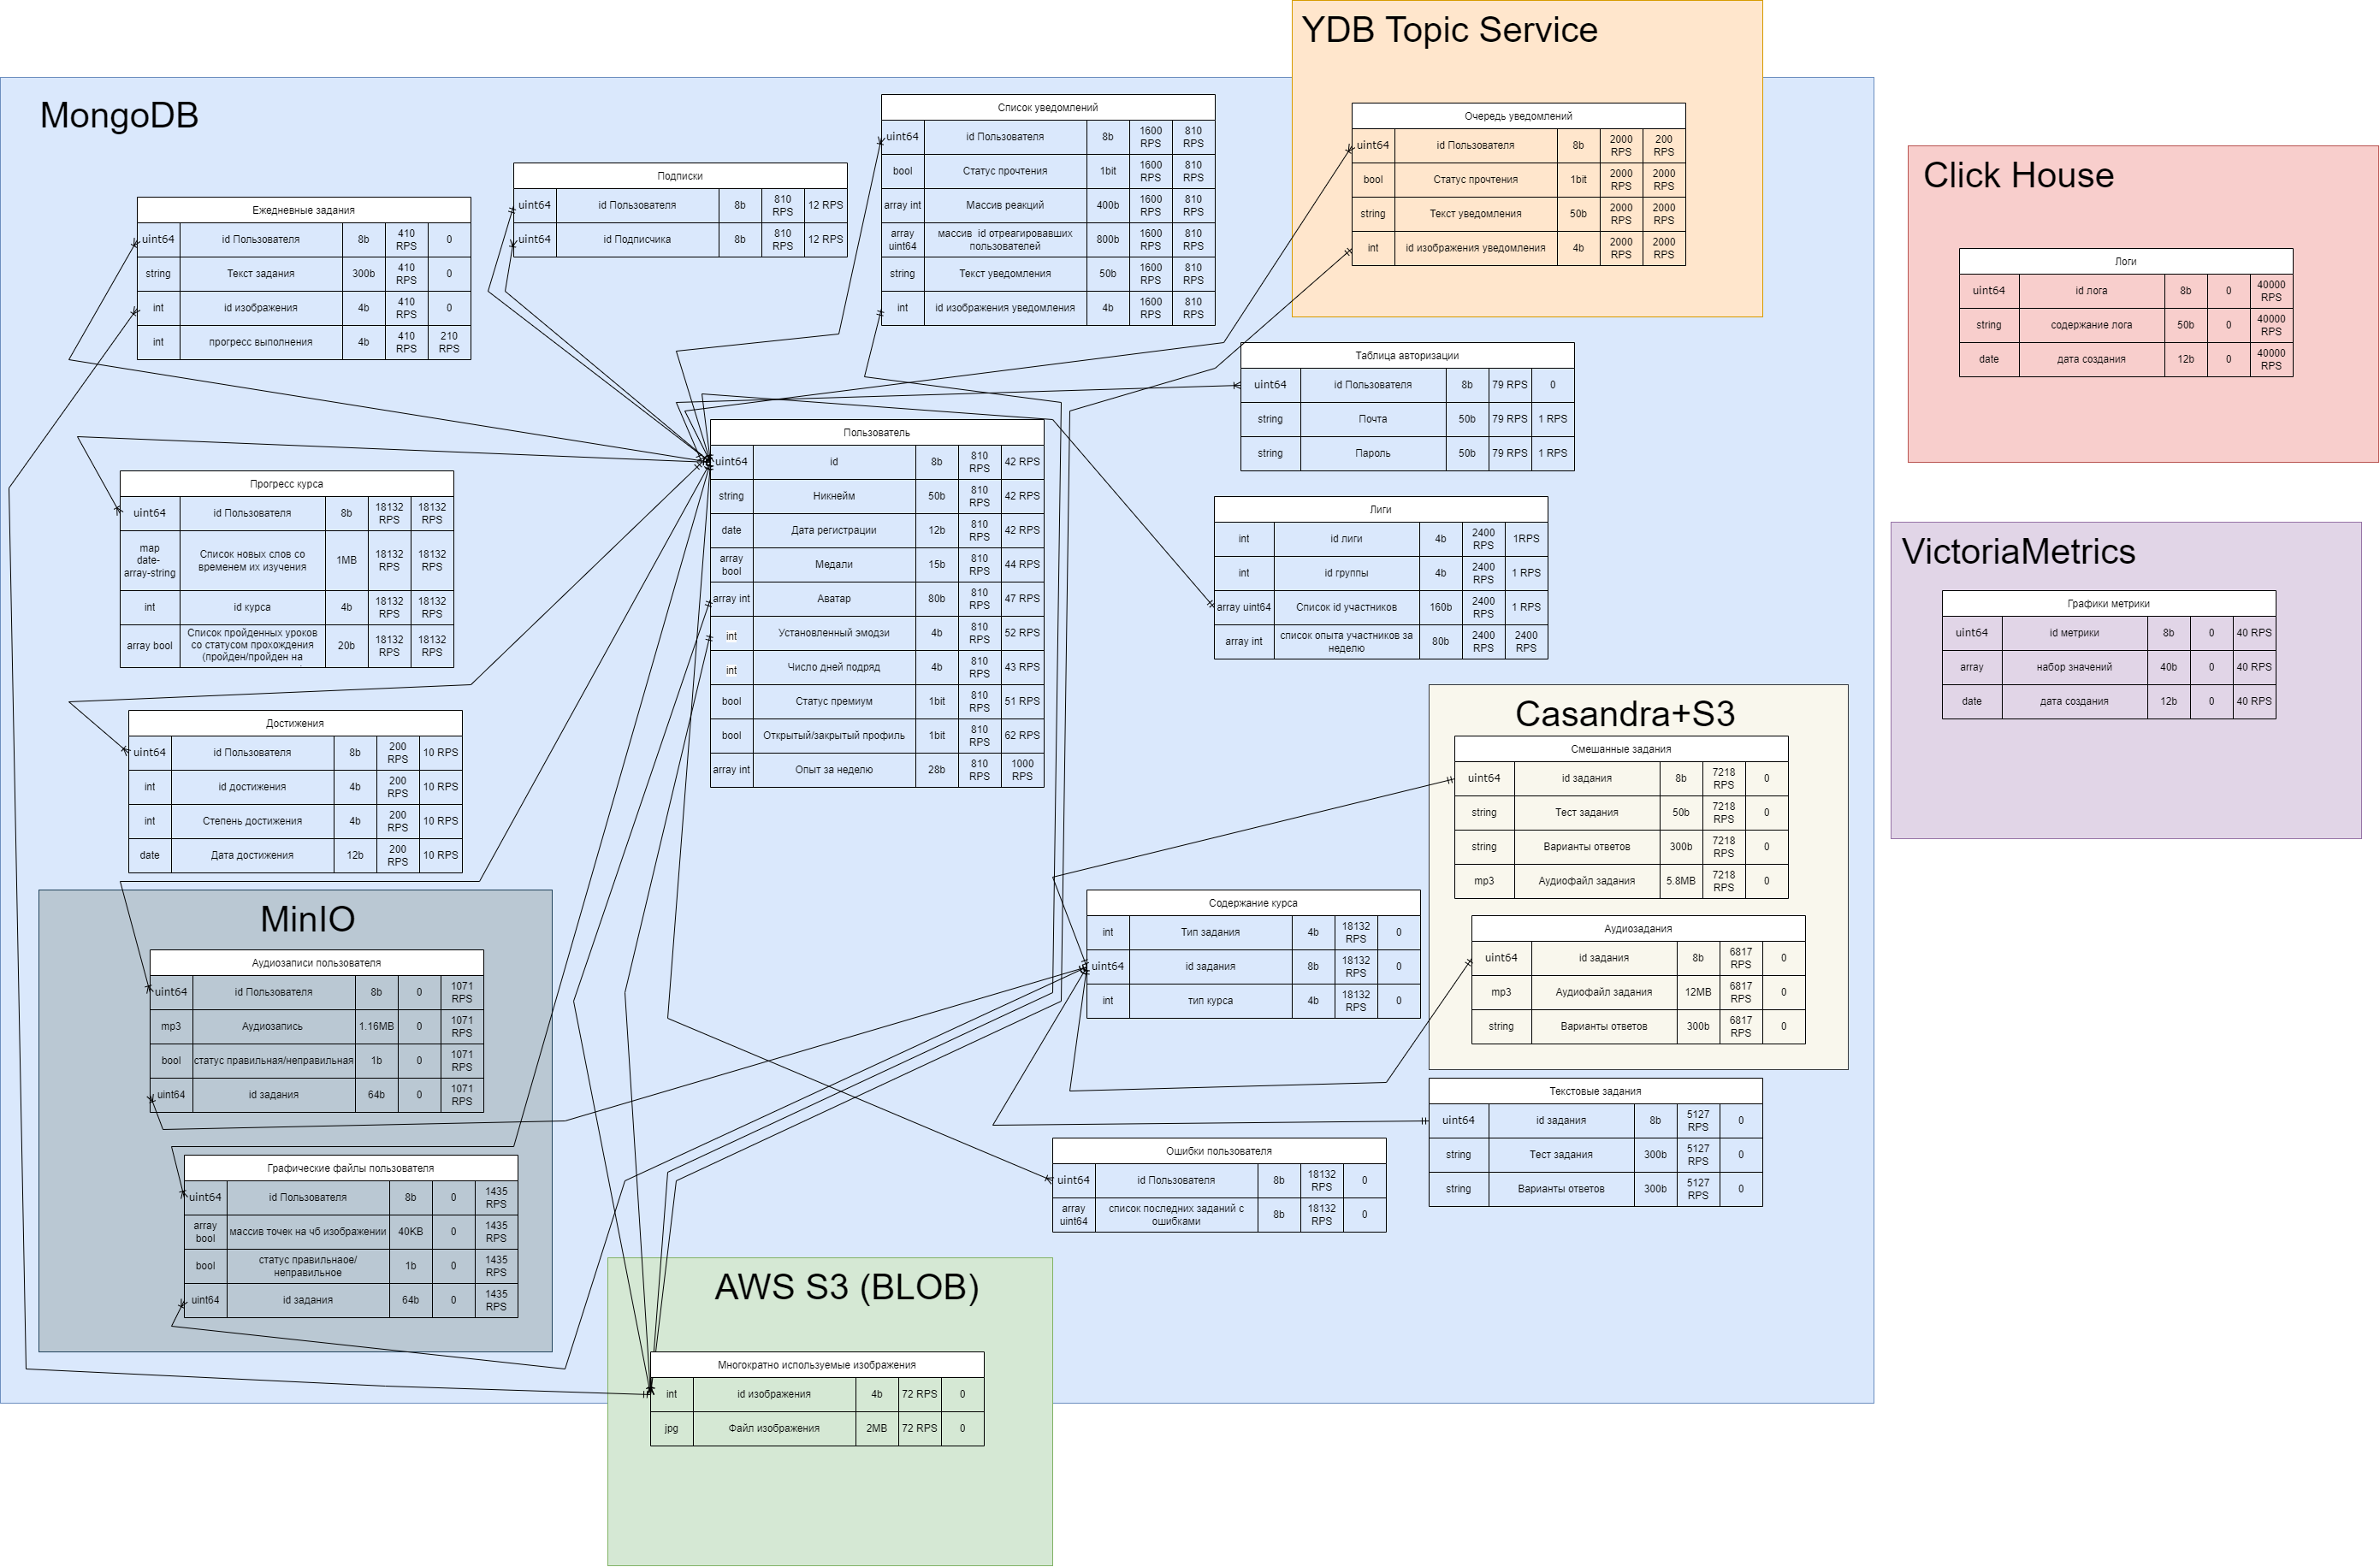 YDB Topic Service
Очередь уведомлений
uint64 id Пользователя 8b 2000 RPS 200 RPS
bool Статус прочтения 1bit 2000 RPS 2000 RPS
string Текст уведомления 50b 2000 RPS 2000 RPS
int id изображения уведомления 4b 2000 RPS 2000 RPS
MongoDB
Список уведомлений
uint64 id Пользователя 8b 1600 RPS 810 RPS
bool Статус прочтения 1bit 1600 RPS 810 RPS
array int Массив реакций 400b 1600 RPS 810 RPS
array uint64 массив id отреагировавших пользователей 800b 1600 RPS 810 RPS
string Текст уведомления 50b 1600 RPS 810 RPS
int id изображения уведомления 4b 1600 RPS 810 RPS
Подписки
uint64 id Пользователя 8b 810 RPS 12 RPS
uint64 id Подписчика 8b 810 RPS 12 RPS
Ежедневные задания
uint64 id Пользователя 8b 410 RPS 0
string Текст задания 300b 410 RPS 0
int id изображения 4b 410 RPS 0
int прогресс выполнения 4b 410 RPS 210 RPS
Click House
Логи
uint64 id лога 8b 0 40000 RPS
string содержание лога 50b 0 40000 RPS
date дата создания 12b 0 40000 RPS
Таблица авторизации
uint64 id Пользователя 8b 79 RPS 0
string Почта 50b 79 RPS 1 RPS
string Пароль 50b 79 RPS 1 RPS
Пользователь
uint64 id 8b 810 RPS 42 RPS
string Никнейм 50b 810 RPS 42 RPS
date Дата регистрации 12b 810 RPS 42 RPS
array bool Медали 15b 810 RPS 44 RPS
array int Аватар 80b 810 RPS 47 RPS
int Установленный эмодзи 4b 810 RPS 52 RPS
int Число дней подряд 4b 810 RPS 43 RPS
bool Статус премиум 1bit 810 RPS 51 RPS
bool Открытый/закрытый профиль 1bit 810 RPS 62 RPS
array int Опыт за неделю 28b 810 RPS 1000 RPS
Прогресс курса
uint64 id Пользователя 8b 18132 RPS 18132 RPS
map date-array-string Список новых слов со временем их изучения 1MB 18132 RPS 18132 RPS
int id курса 4b 18132 RPS 18132 RPS
array bool Список пройденных уроков со статусом прохождения (пройден/пройден на 20b 18132 RPS 18132 RPS
Лиги
int id лиги 4b 2400 RPS 1RPS
int id группы 4b 2400 RPS 1 RPS
array uint64 Список id участников 160b 2400 RPS 1 RPS
array int список опыта участников за неделю 80b 2400 RPS 2400 RPS
VictoriaMetrics
Графики метрики
uint64 id метрики 8b 0 40 RPS
array набор значений 40b 0 40 RPS
date дата создания 12b 0 40 RPS
Достижения
uint64 id Пользователя 8b 200 RPS 10 RPS
int id достижения 4b 200 RPS 10 RPS
int Степень достижения 4b 200 RPS 10 RPS
date Дата достижения 12b 200 RPS 10 RPS
Casandra+S3
Смешанные задания
uint64 id задания 8b 7218 RPS 0
string Тест задания 50b 7218 RPS 0
string Варианты ответов 300b 7218 RPS 0
mp3 Аудиофайл задания 5.8MB 7218 RPS 0
Аудиозадания
uint64 id задания 8b 6817 RPS 0
mp3 Аудиофайл задания 12MB 6817 RPS 0
string Варианты ответов 300b 6817 RPS 0
Содержание курса
int Тип задания 4b 18132 RPS 0
uint64 id задания 8b 18132 RPS 0
int тип курса 4b 18132 RPS 0
MinIO
Аудиозаписи пользователя
uint64 id Пользователя 8b 0 1071 RPS
mp3 Аудиозапись 1.16MB 0 1071 RPS
bool статус правильная/неправильная 1b 0 1071 RPS
uint64 id задания 64b 0 1071 RPS
Графические файлы пользователя
uint64 id Пользователя 8b 0 1435 RPS
array bool массив точек на чб изображении 40KB 0 1435 RPS
bool статус правильнаое/неправильное 1b 0 1435 RPS
uint64 id задания 64b 0 1435 RPS
Текстовые задания
uint64 id задания 8b 5127 RPS 0
string Тест задания 300b 5127 RPS 0
string Варианты ответов 300b 5127 RPS 0
Ошибки пользователя
uint64 id Пользователя 8b 18132 RPS 0
array uint64 список последних заданий с ошибками 8b 18132 RPS 0
AWS S3 (BLOB)
Многократно используемые изображения
int id изображения 4b 72 RPS 0
jpg Файл изображения 2MB 72 RPS 0